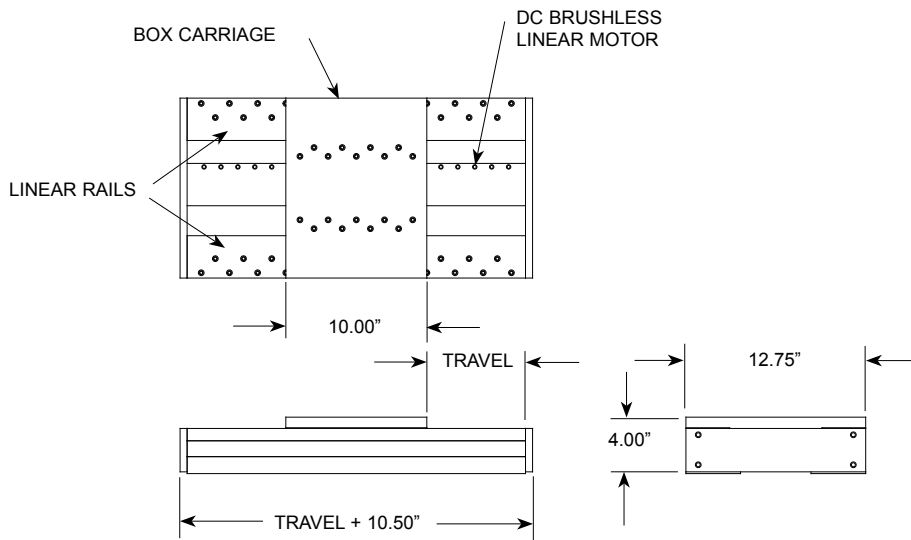 DC BRUSHLESS
LINEAR MOTOR
BOX CARRIAGE
LINEAR RAILS
10.00”
TRAVEL
12.75”
4.00”
TRAVEL + 10.50”